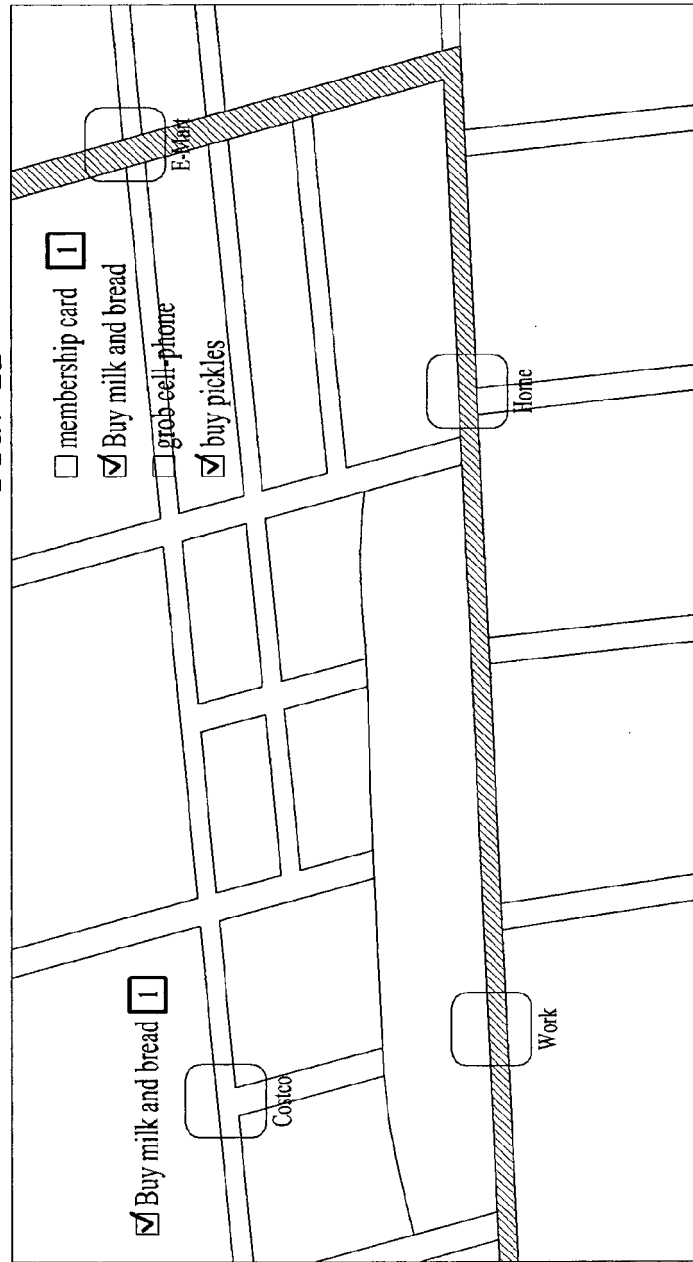 membership card 1
Buy milk and bread
grob cell-phone
buy pickles
E-Mart
Buy milk and bread 1
Costco
Home
Work